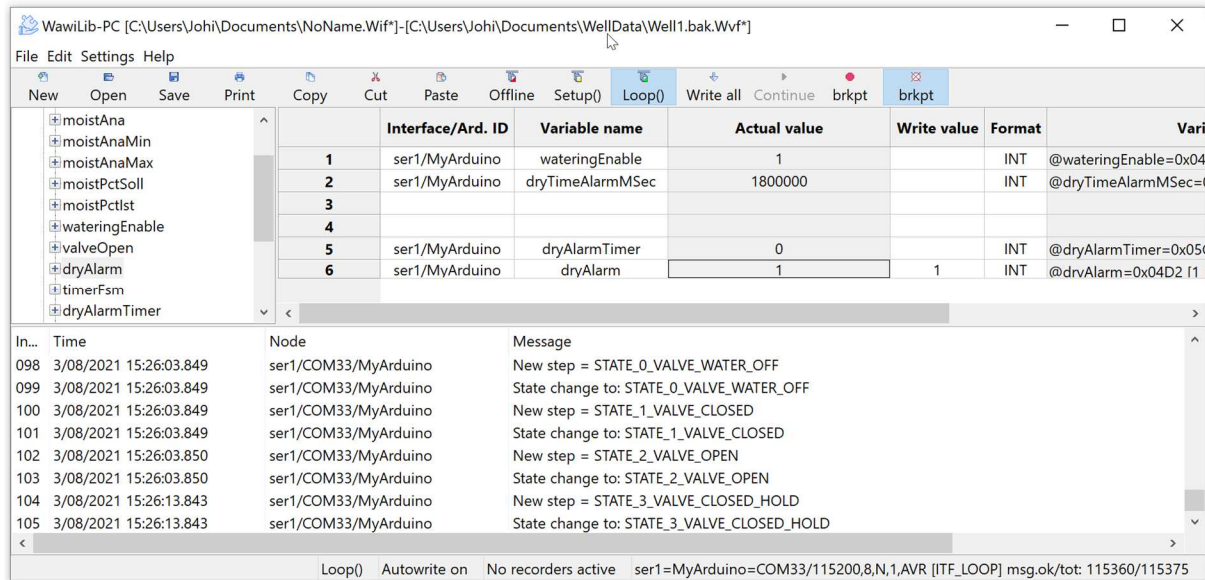 WawiLib-PC [C:\Users\Johi\Documents\NoName.Wif*]-[C:\Users\Johi\Documents\WellData\Well1.bak.Wvf*]
File Edit Settings Help
New Open Save Print Copy Cut Paste Offline Setup() Loop() Write all Continue brkpt brkpt
moistAna
moistAnaMin
moistAnaMax
moistPctSoll
moistPctIst
wateringEnable
valveOpen
dryAlarm
timerFsm
dryAlarmTimer
Interface/Ard. ID Variable name Actual value Write value Format Vari
1 ser1/MyArduino wateringEnable 1 INT @wateringEnable=0x04
2 ser1/MyArduino dryTimeAlarmMSec 1800000 INT @dryTimeAlarmMSec=
3
4
5 ser1/MyArduino dryAlarmTimer 0 INT @dryAlarmTimer=0x05
6 ser1/MyArduino dryAlarm 1 1 INT @dryAlarm=0x04D2 [1
In... Time Node Message
098 3/08/2021 15:26:03.849 ser1/COM33/MyArduino New step = STATE_0_VALVE_WATER_OFF
099 3/08/2021 15:26:03.849 ser1/COM33/MyArduino State change to: STATE_0_VALVE_WATER_OFF
100 3/08/2021 15:26:03.849 ser1/COM33/MyArduino New step = STATE_1_VALVE_CLOSED
101 3/08/2021 15:26:03.849 ser1/COM33/MyArduino State change to: STATE_1_VALVE_CLOSED
102 3/08/2021 15:26:03.850 ser1/COM33/MyArduino New step = STATE_2_VALVE_OPEN
103 3/08/2021 15:26:03.850 ser1/COM33/MyArduino State change to: STATE_2_VALVE_OPEN
104 3/08/2021 15:26:13.843 ser1/COM33/MyArduino New step = STATE_3_VALVE_CLOSED_HOLD
105 3/08/2021 15:26:13.843 ser1/COM33/MyArduino State change to: STATE_3_VALVE_CLOSED_HOLD
Loop() Autowrite on No recorders active ser1=MyArduino=COM33/115200,8,N,1,AVR [ITF_LOOP] msg.ok/tot: 115360/115375